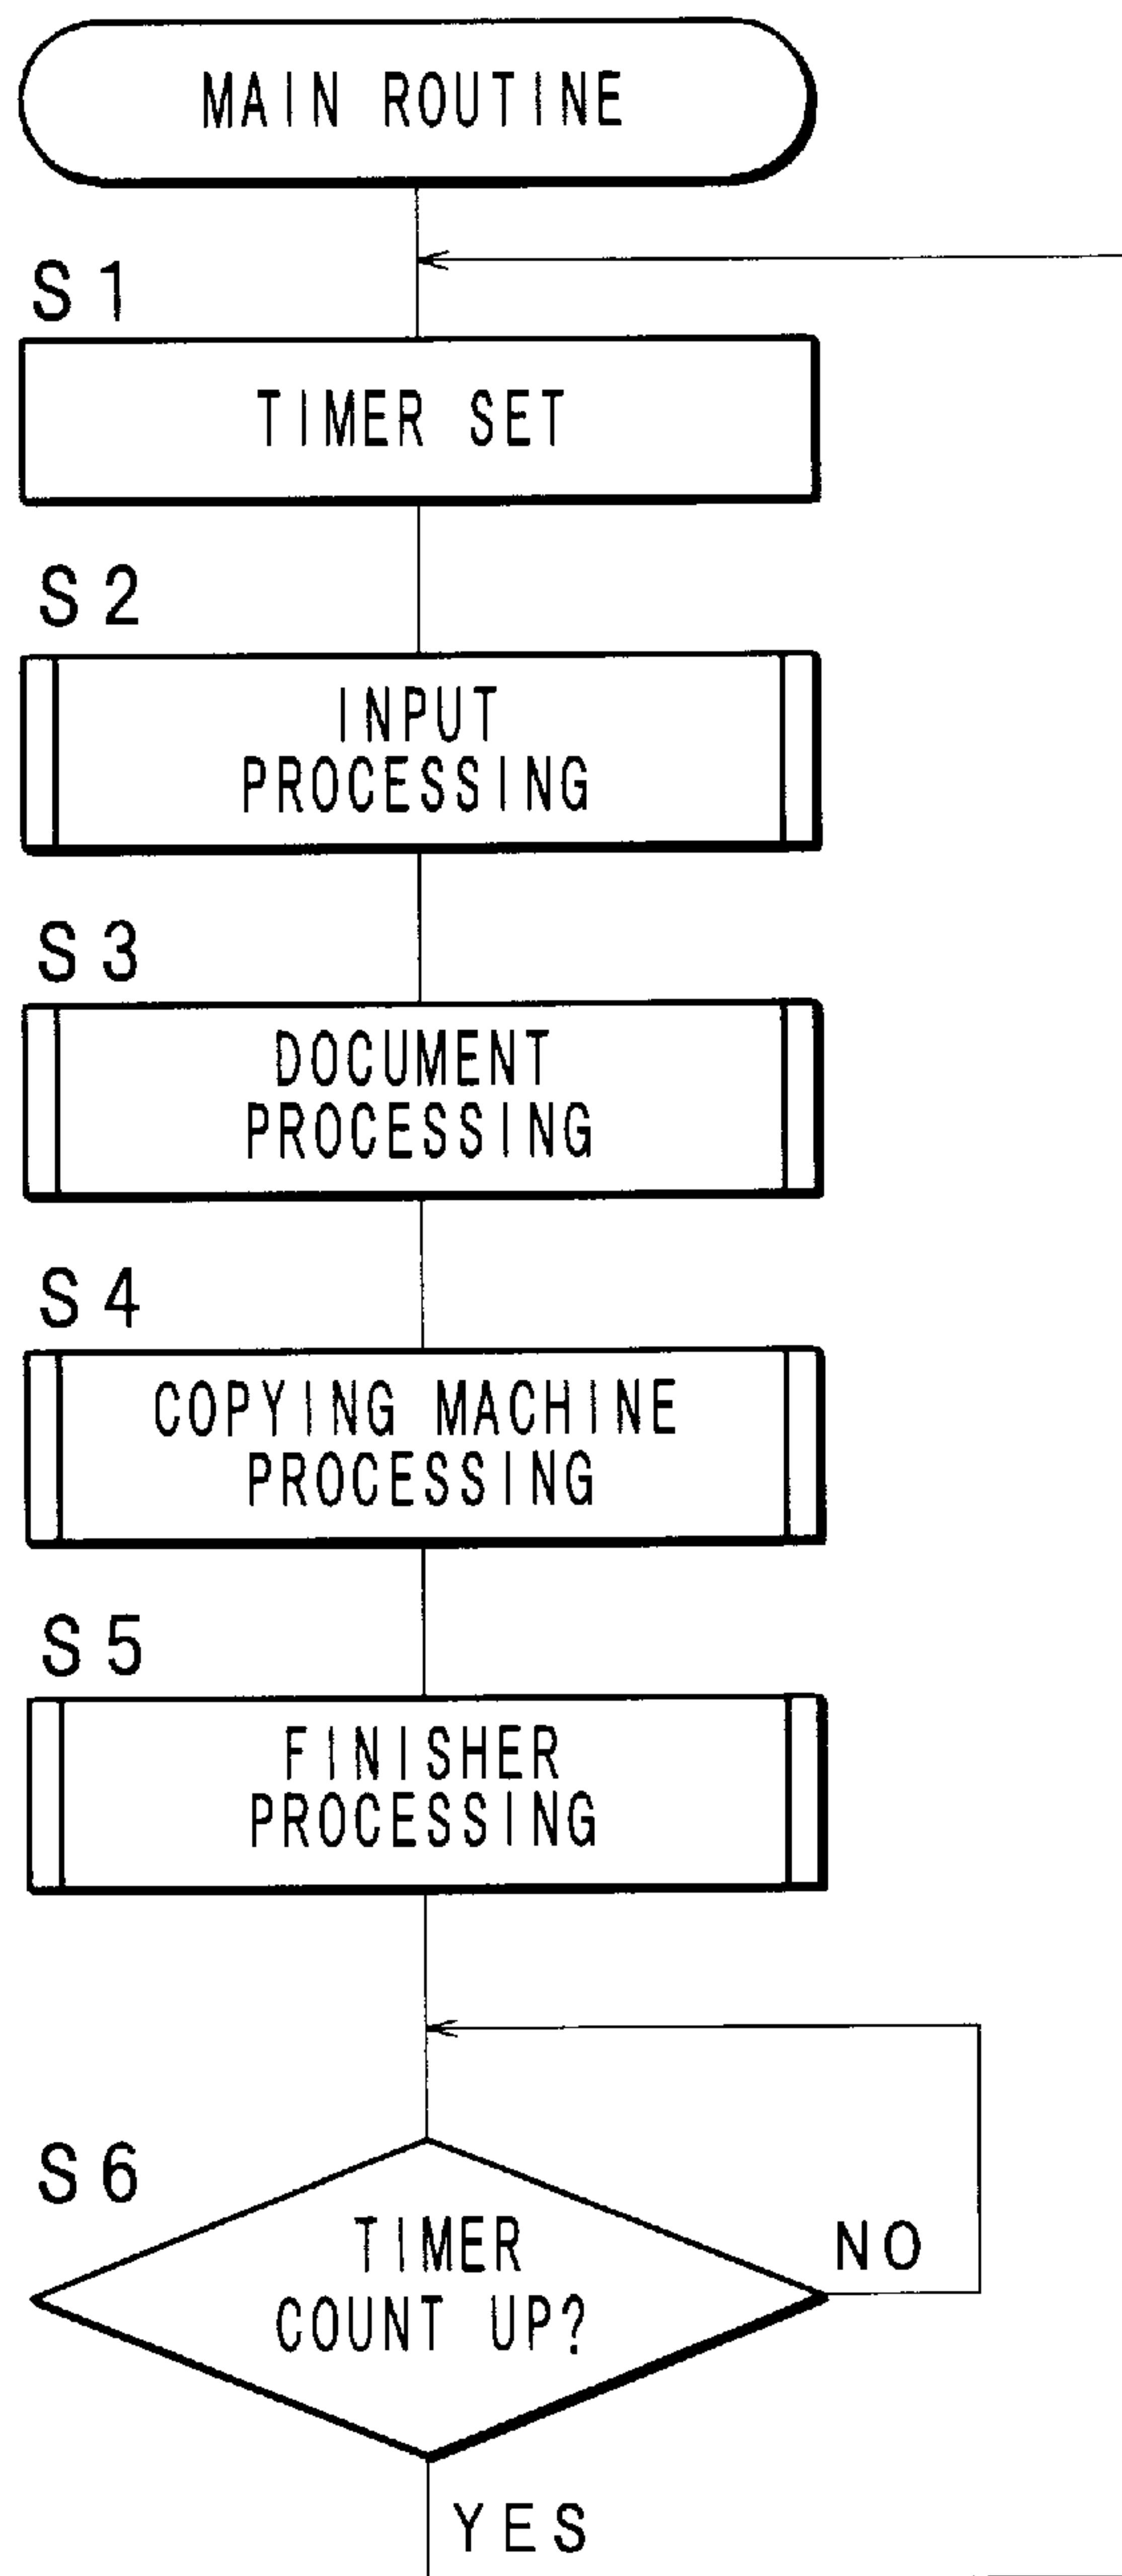 MAIN ROUTINE
S1
TIMER SET
S2
INPUT
PROCESSING
S3
DOCUMENT
PROCESSING
S4
COPYING MACHINE
PROCESSING
S5
FINISHER
PROCESSING
S6
TIMER
COUNT UP?
NO
YES